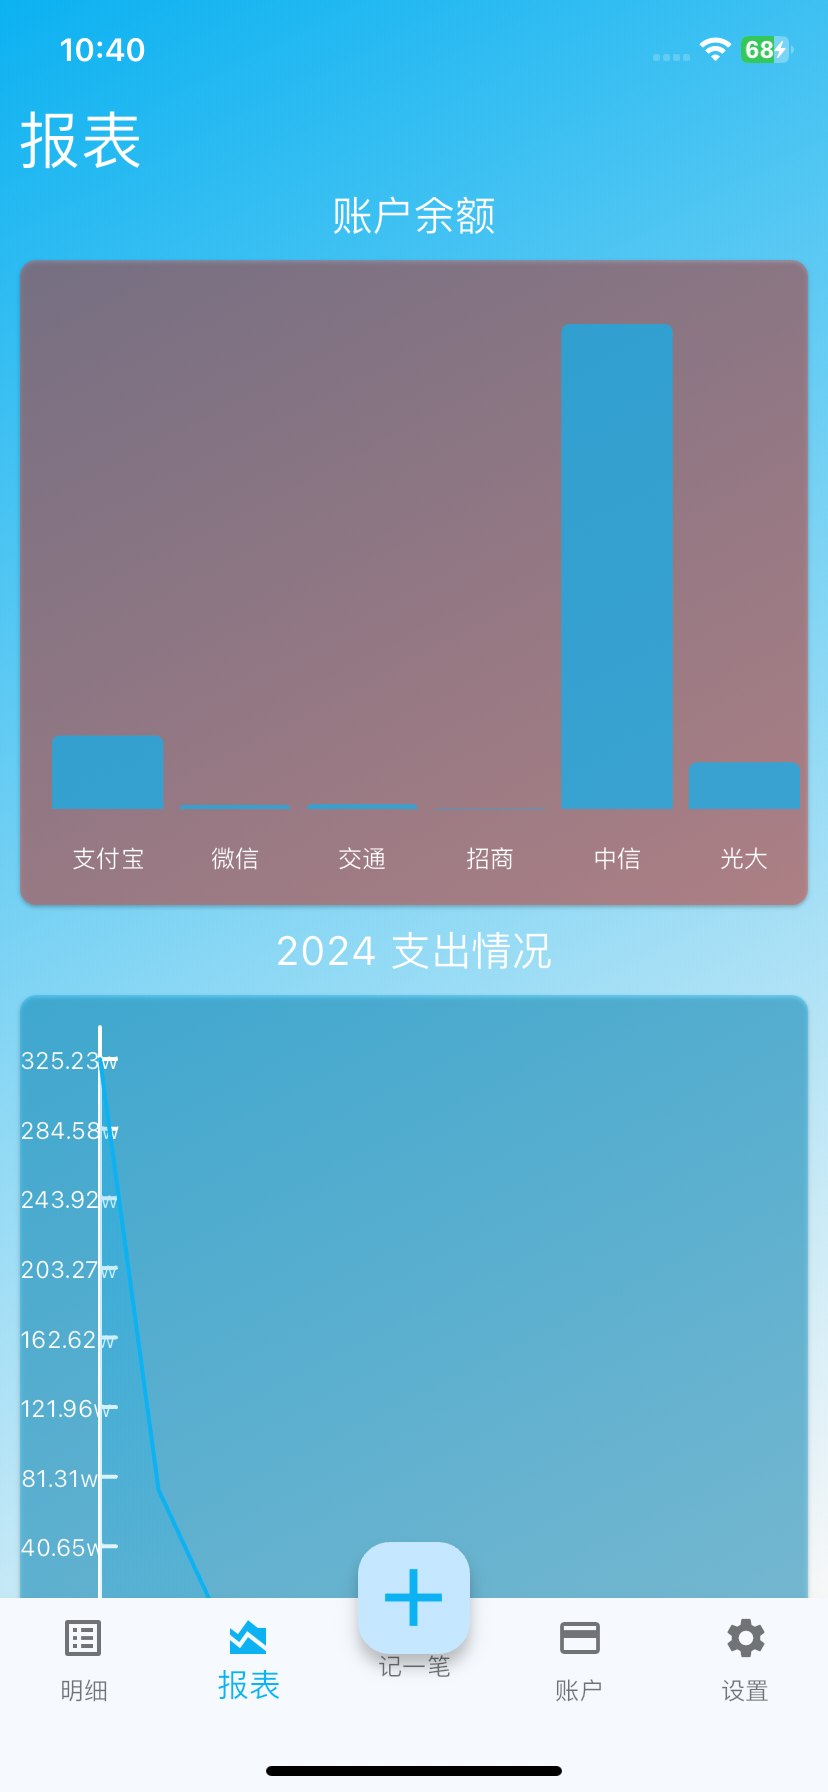 10:40
68
报表
账户余额
支付宝 微信 交通 招商 中信 光大
2024 支出情况
325.23w
284.58w
243.92w
203.27w
162.62w
121.96w
81.31w
40.65w
明细 报表 记一笔 账户 设置